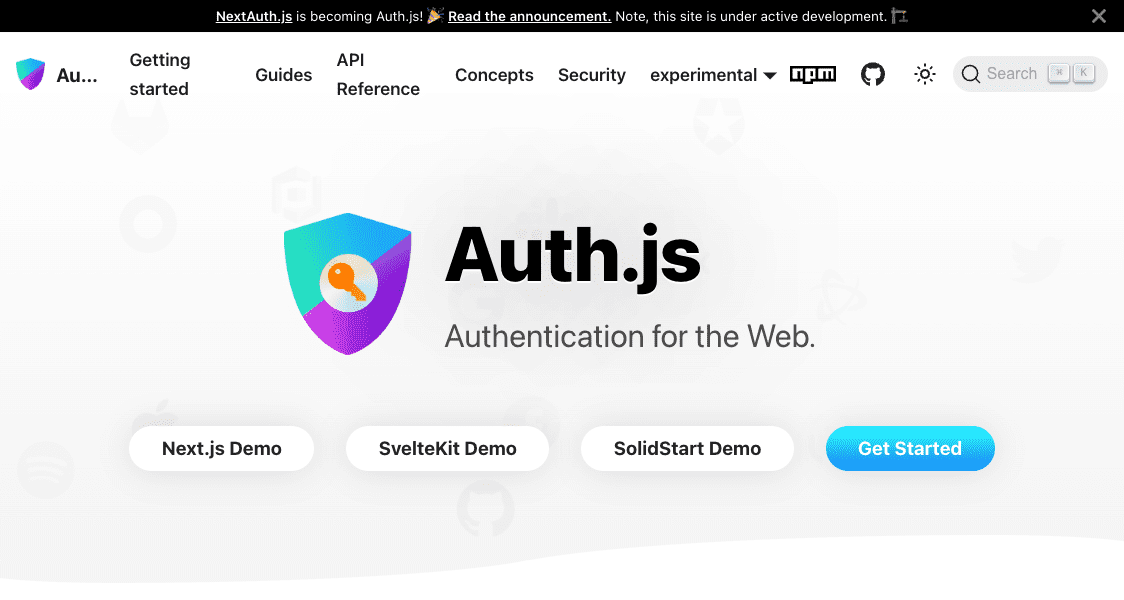 NextAuth.js is becoming Auth.js! 🎉 Read the announcement. Note, this site is under active development. 🏗
Au...
Getting started
Guides
API Reference
Concepts
Security
experimental
npm
Search ⌘ K
Auth.js
Authentication for the Web.
Next.js Demo
SvelteKit Demo
SolidStart Demo
Get Started